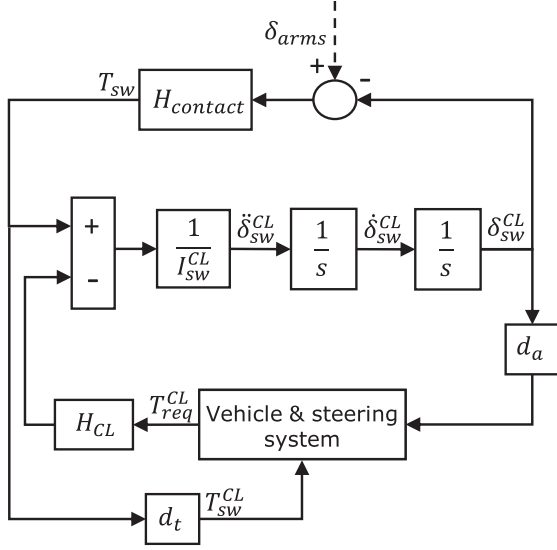 δ_arms
+
-
T_sw
H_contact
+
-
1/I_sw^CL
δ̈_sw^CL
1/s
δ̇_sw^CL
1/s
δ_sw^CL
d_a
H_CL
T_req^CL
Vehicle & steering
system
d_t
T_sw^CL